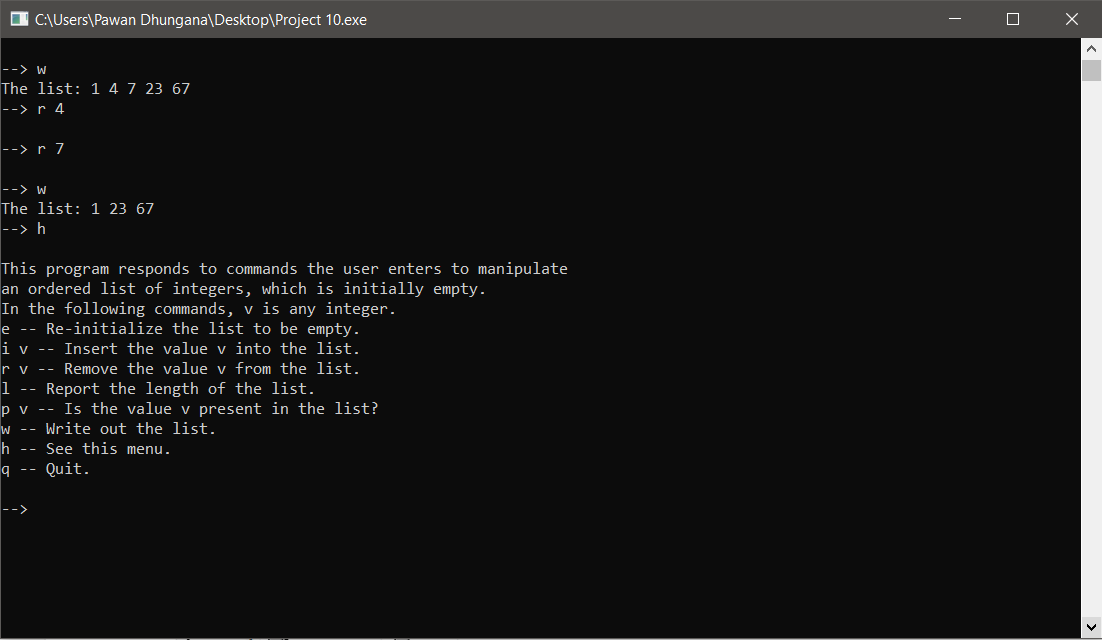 C:\Users\Pawan Dhungana\Desktop\Project 10.exe
--> w
The list: 1 4 7 23 67
--> r 4
--> r 7
--> w
The list: 1 23 67
--> h
This program responds to commands the user enters to manipulate
an ordered list of integers, which is initially empty.
In the following commands, v is any integer.
e -- Re-initialize the list to be empty.
i v -- Insert the value v into the list.
r v -- Remove the value v from the list.
l -- Report the length of the list.
p v -- Is the value v present in the list?
w -- Write out the list.
h -- See this menu.
q -- Quit.
-->